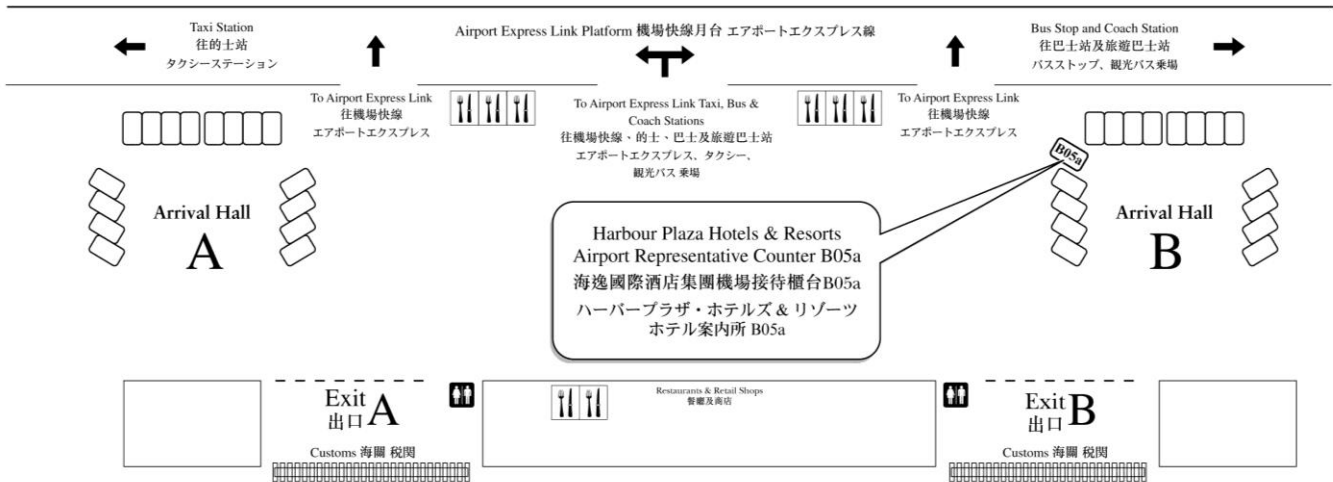 Taxi Station
往的士站
タクシーステーション
Airport Express Link Platform 機場快線月台 エアポートエクスプレス線
Bus Stop and Coach Station
往巴士站及旅遊巴士站
バスストップ、観光バス乗場
To Airport Express Link
往機場快線
エアポートエクスプレス
To Airport Express Link Taxi, Bus &
Coach Stations
往機場快線、的士、巴士及旅遊巴士站
エアポートエクスプレス、タクシー、
観光バス 乗場
To Airport Express Link
往機場快線
エアポートエクスプレス
B05a
Arrival Hall
A
Harbour Plaza Hotels & Resorts
Airport Representative Counter B05a
海逸國際酒店集團機場接待櫃台B05a
ハーバープラザ・ホテルズ & リゾーツ
ホテル案内所 B05a
Arrival Hall
B
Exit A
出口
Customs 海關 税関
Restaurants & Retail Shops
餐廳及商店
Exit B
出口
Customs 海關 税関